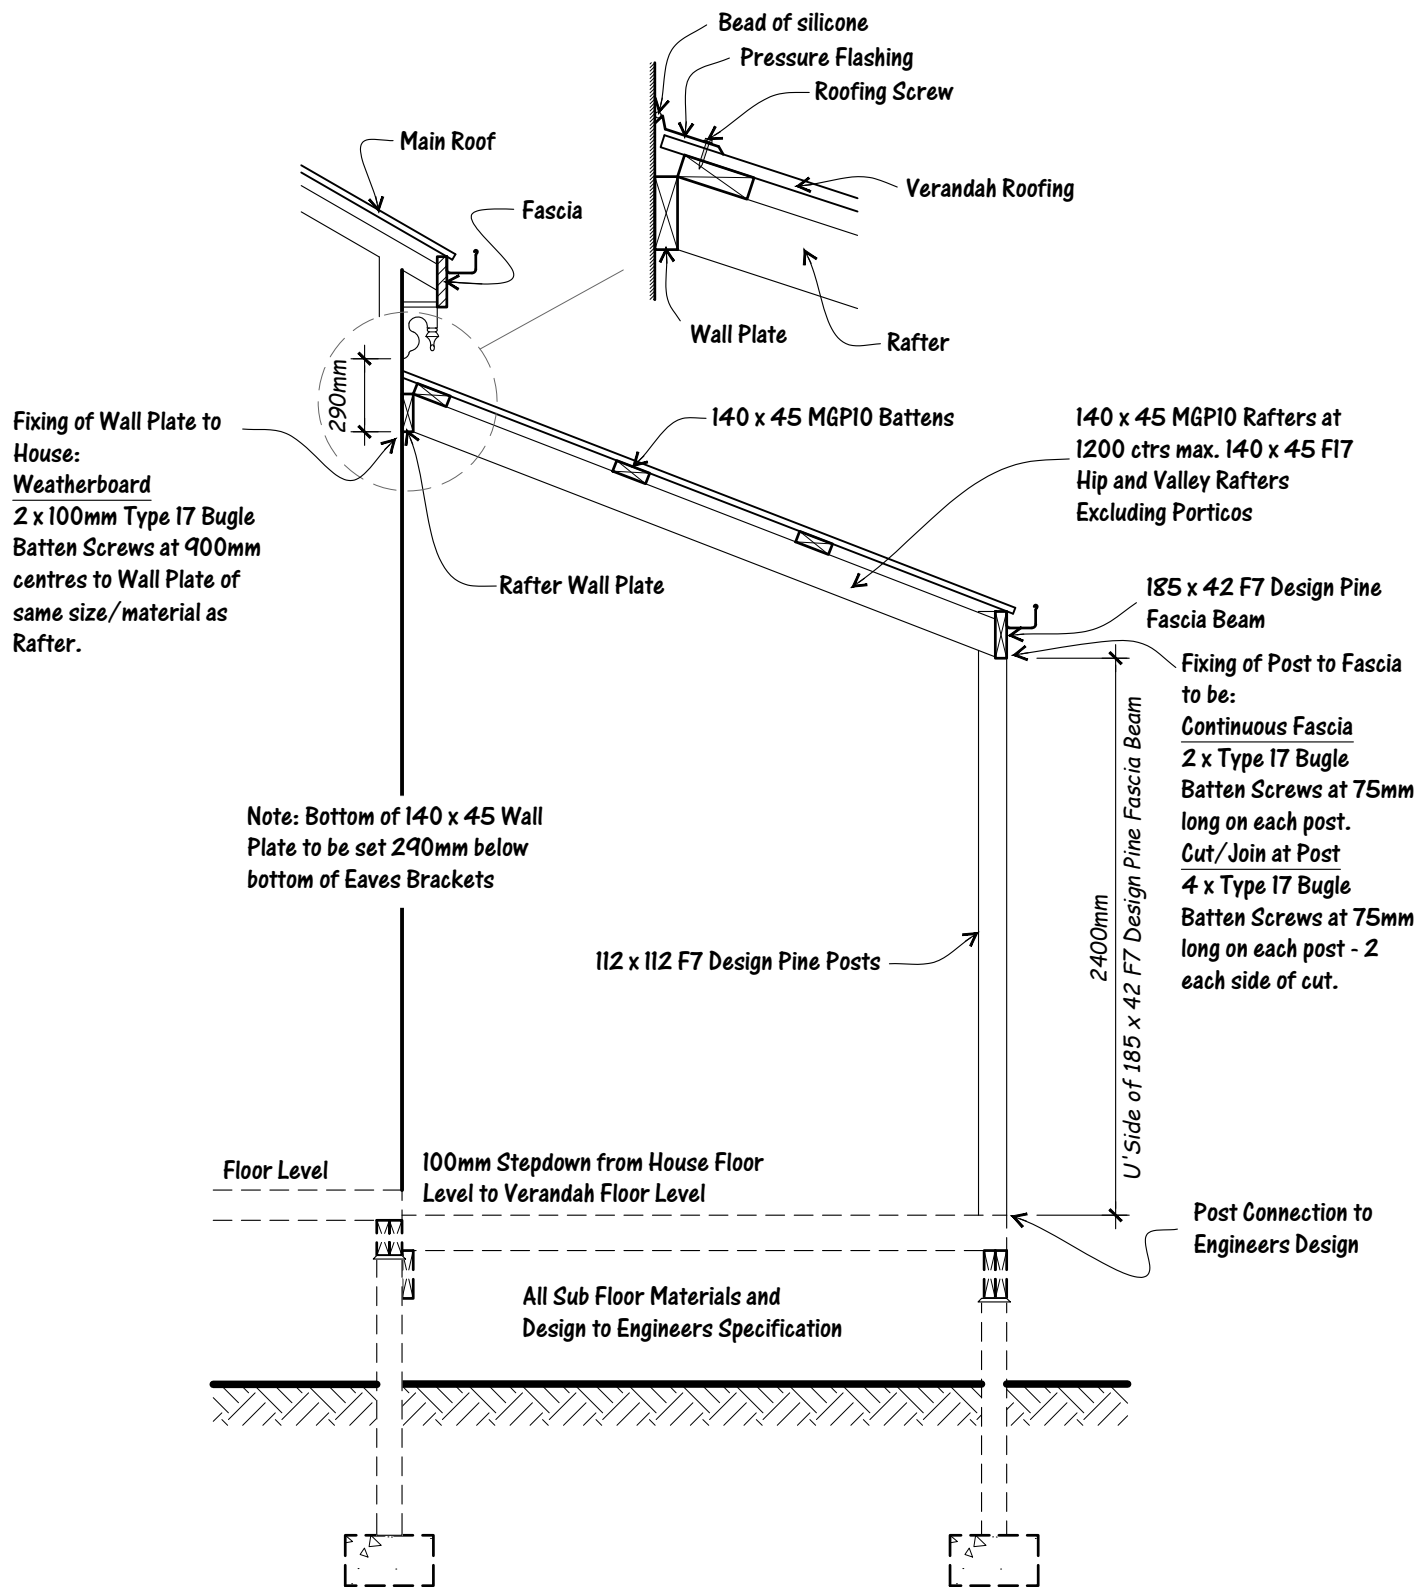 Bead of silicone
Pressure Flashing
Roofing Screw
Main Roof
Verandah Roofing
Fascia
Wall Plate
Rafter
290mm
Fixing of Wall Plate to
House:
Weatherboard
2 x 100mm Type 17 Bugle
Batten Screws at 900mm
centres to Wall Plate of
same size/material as
Rafter.
140 x 45 MGP10 Battens
140 x 45 MGP10 Rafters at
1200 ctrs max. 140 x 45 F17
Hip and Valley Rafters
Excluding Porticos
Rafter Wall Plate
185 x 42 F7 Design Pine
Fascia Beam
Fixing of Post to Fascia
to be:
Continuous Fascia
2 x Type 17 Bugle
Batten Screws at 75mm
long on each post.
Cut/Join at Post
4 x Type 17 Bugle
Batten Screws at 75mm
long on each post - 2
each side of cut.
Note: Bottom of 140 x 45 Wall
Plate to be set 290mm below
bottom of Eaves Brackets
112 x 112 F7 Design Pine Posts
2400mm
U'Side of 185 x 42 F7 Design Pine Fascia Beam
Floor Level
100mm Stepdown from House Floor
Level to Verandah Floor Level
Post Connection to
Engineers Design
All Sub Floor Materials and
Design to Engineers Specification